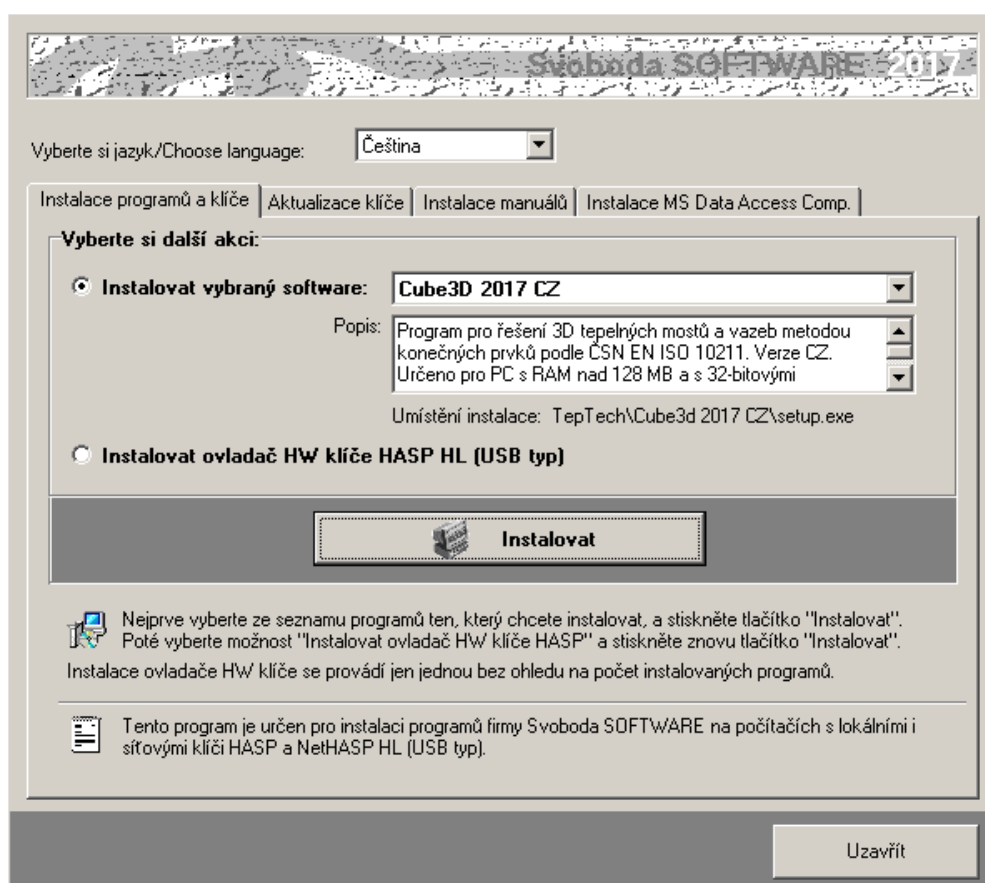 Svoboda SOFTWARE 2017
Vyberte si jazyk/Choose language: Čeština
Instalace programů a klíče Aktualizace klíče Instalace manuálů Instalace MS Data Access Comp.
Vyberte si další akci:
Instalovat vybraný software: Cube3D 2017 CZ
Popis: Program pro řešení 3D tepelných mostů a vazeb metodou
konečných prvků podle ČSN EN ISO 10211. Verze CZ.
Určeno pro PC s RAM nad 128 MB a s 32-bitovými
Umístění instalace: TepTech\Cube3d 2017 CZ\setup.exe
Instalovat ovladač HW klíče HASP HL (USB typ)
Instalovat
Nejprve vyberte ze seznamu programů ten, který chcete instalovat, a stiskněte tlačítko "Instalovat".
Poté vyberte možnost "Instalovat ovladač HW klíče HASP" a stiskněte znovu tlačítko "Instalovat".
Instalace ovladače HW klíče se provádí jen jednou bez ohledu na počet instalovaných programů.
Tento program je určen pro instalaci programů firmy Svoboda SOFTWARE na počítačích s lokálními i
síťovými klíči HASP a NetHASP HL (USB typ).
Uzavřít